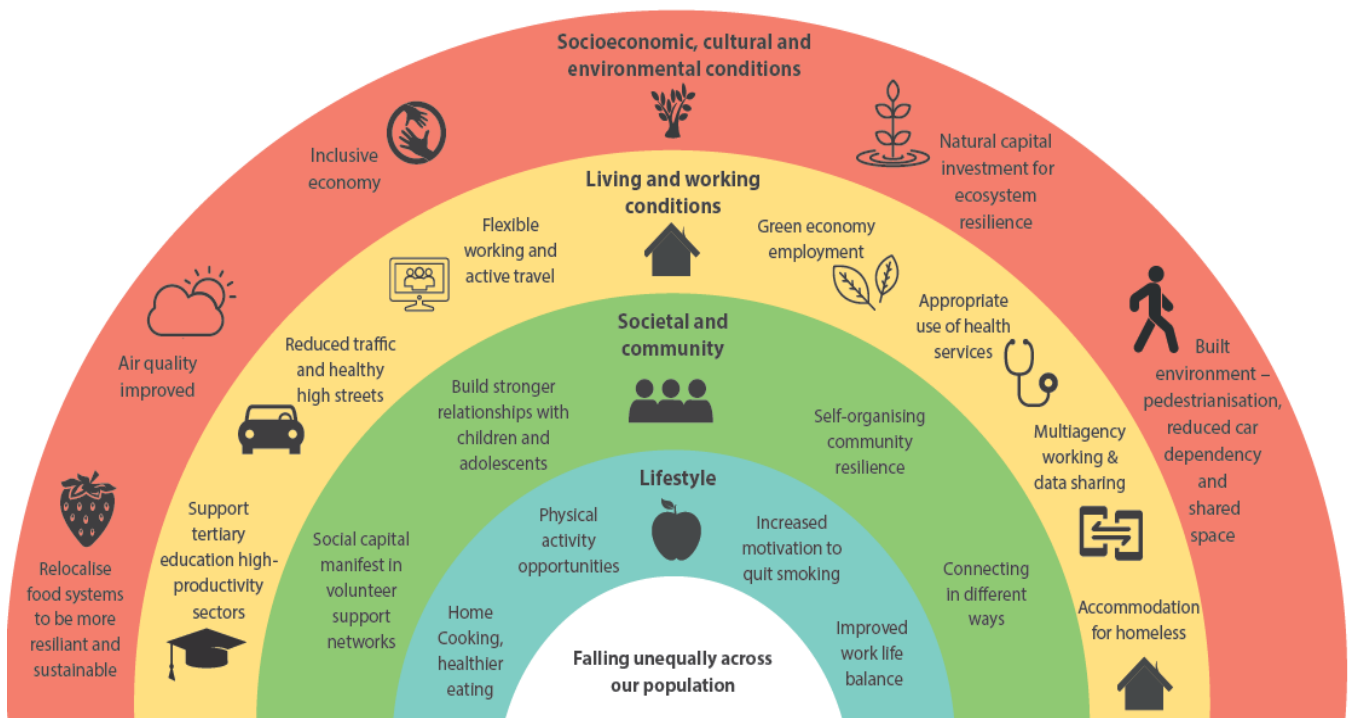 Socioeconomic, cultural and
environmental conditions
Inclusive
economy
Natural capital
investment for
ecosystem
resilience
Air quality
improved
Built
environment –
pedestrianisation,
reduced car
dependency
and
shared
space
Relocalise
food systems
to be more
resiliant and
sustainable
Living and working
conditions
Flexible
working and
active travel
Green economy
employment
Reduced traffic
and healthy
high streets
Appropriate
use of health
services
Support
tertiary
education high-
productivity
sectors
Multiagency
working &
data sharing
Accommodation
for homeless
Societal and
community
Build stronger
relationships with
children and
adolescents
Self-organising
community
resilience
Social capital
manifest in
volunteer
support
networks
Connecting
in different
ways
Lifestyle
Physical
activity
opportunities
Increased
motivation to
quit smoking
Home
Cooking,
healthier
eating
Improved
work life
balance
Falling unequally across
our population